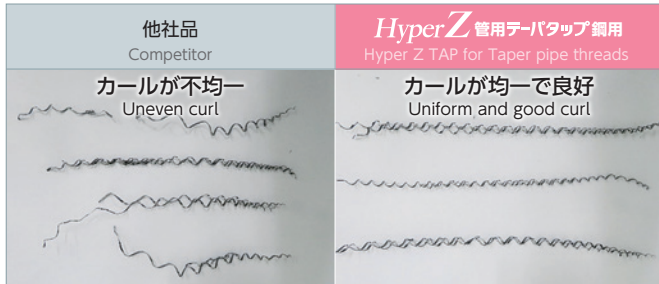 他社品
Competitor
HyperZ 管用テーパタップ鋼用
Hyper Z TAP for Taper pipe threads
カールが不均一
Uneven curl
カールが均一で良好
Uniform and good curl